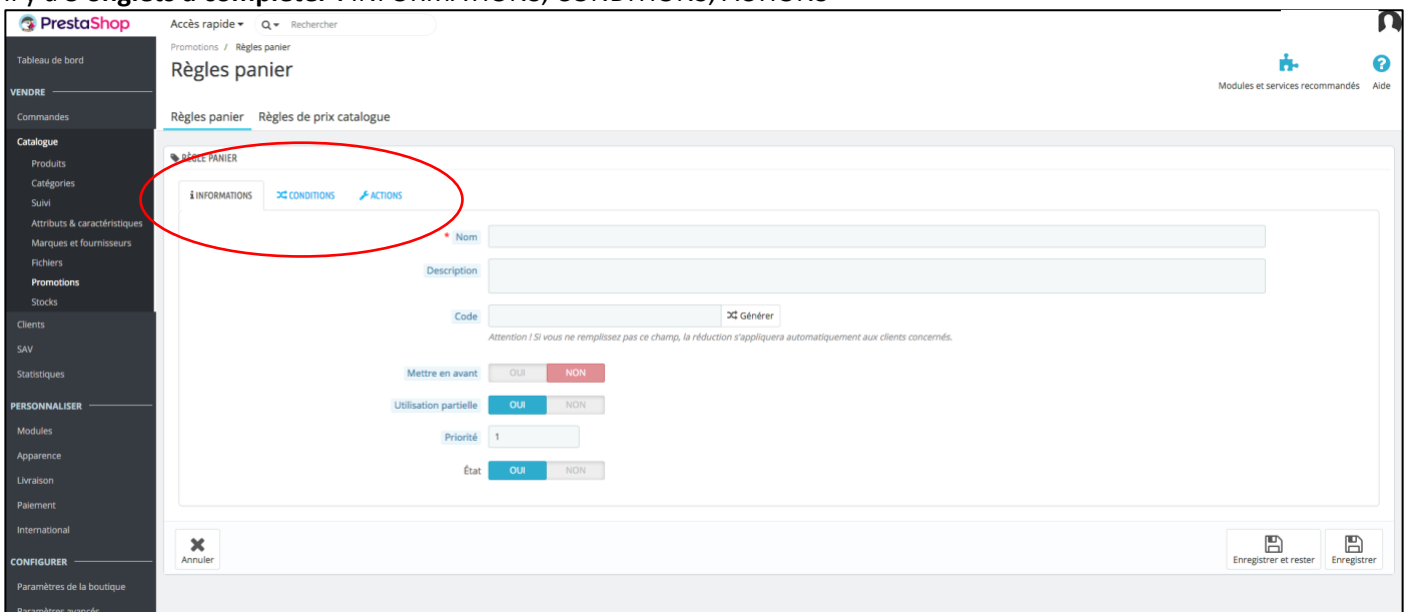 PrestaShop
Accès rapide
Rechercher
Promotions / Règles panier
Règles panier
Modules et services recommandés
Aide
Règles panier
Règles de prix catalogue
Tableau de bord
VENDRE
Commandes
Catalogue
Produits
Catégories
Suivi
Attributs & caractéristiques
Marques et fournisseurs
Fichiers
Promotions
Stocks
Clients
SAV
Statistiques
PERSONNALISER
Modules
Apparence
Livraison
Paiement
International
CONFIGURER
Paramètres de la boutique
Paramètres avancés
RÈGLE PANIER
INFORMATIONS
CONDITIONS
ACTIONS
* Nom
Description
Code
Générer
Attention ! Si vous ne remplissez pas ce champ, la réduction s'appliquera automatiquement aux clients concernés.
Mettre en avant OUI NON
Utilisation partielle OUI NON
Priorité 1
État OUI NON
Annuler
Enregistrer et rester
Enregistrer